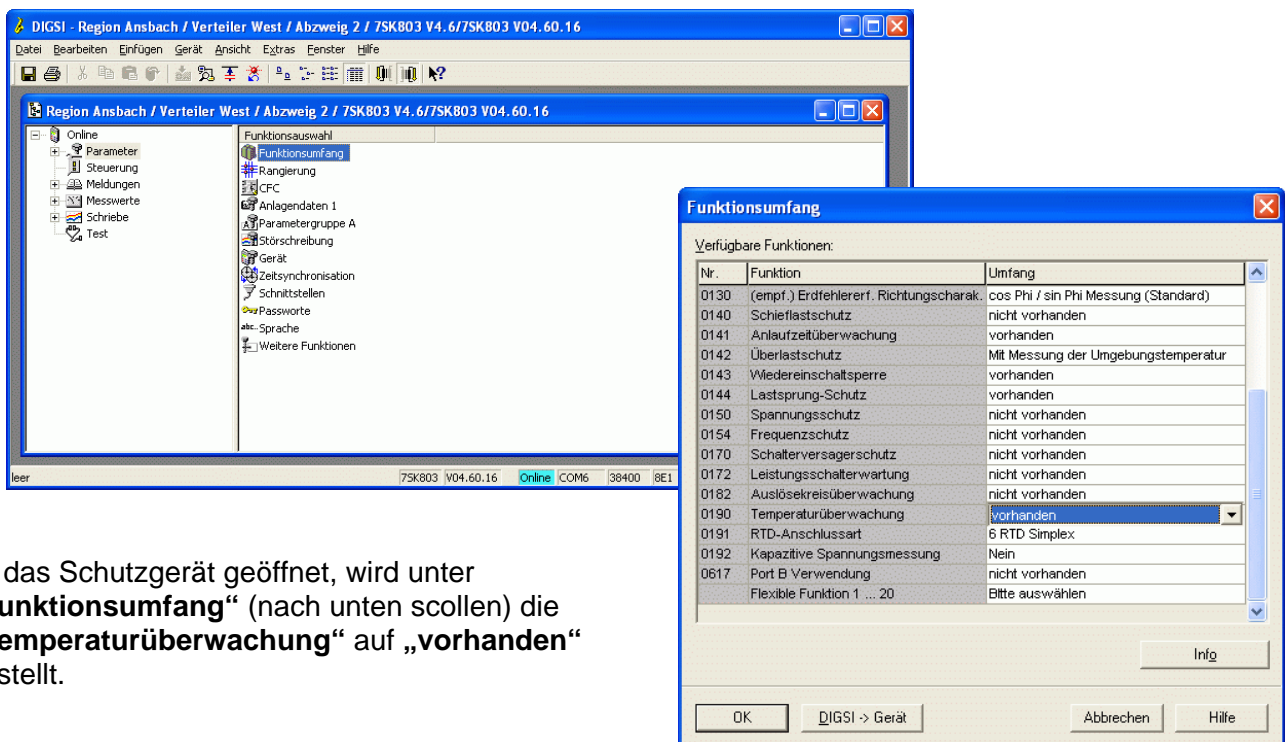 DIGSI - Region Ansbach / Verteiler West / Abzweig 2 / 7SK803 V4.6/7SK803 V04.60.16
Datei Bearbeiten Einfügen Gerät Ansicht Extras Fenster Hilfe
Region Ansbach / Verteiler West / Abzweig 2 / 7SK803 V4.6/7SK803 V04.60.16
Online
Parameter
Steuerung
Meldungen
Messwerte
Schriebe
Test
Funktionsauswahl
Funktionsumfang
Rangierung
CFC
Anlagendaten 1
Parametergruppe A
Störschreibung
Gerät
Zeitsynchronisation
Schnittstellen
Passworte
abc Sprache
Weitere Funktionen
leer 7SK803 V04.60.16 Online COM6 38400 8E1
Funktionsumfang
Verfügbare Funktionen:
Nr. Funktion Umfang
0130 (empf.) Erdfehlererf. Richtungscharak. cos Phi / sin Phi Messung (Standard)
0140 Schieflastschutz nicht vorhanden
0141 Anlaufzeitüberwachung vorhanden
0142 Überlastschutz Mit Messung der Umgebungstemperatur
0143 Wiedereinschaltsperre vorhanden
0144 Lastsprung-Schutz vorhanden
0150 Spannungsschutz nicht vorhanden
0154 Frequenzschutz nicht vorhanden
0170 Schalterversagerschutz nicht vorhanden
0172 Leistungsschalterwartung nicht vorhanden
0182 Auslösekreisüberwachung nicht vorhanden
0190 Temperaturüberwachung vorhanden
0191 RTD-Anschlussart 6 RTD Simplex
0192 Kapazitive Spannungsmessung Nein
0617 Port B Verwendung nicht vorhanden
Flexible Funktion 1 ... 20 Bitte auswählen
Info
OK DIGSI -> Gerät Abbrechen Hilfe
das Schutzgerät geöffnet, wird unter
unktionsumfang“ (nach unten scollen) die
emperaturüberwachung“ auf „vorhanden“
stellt.